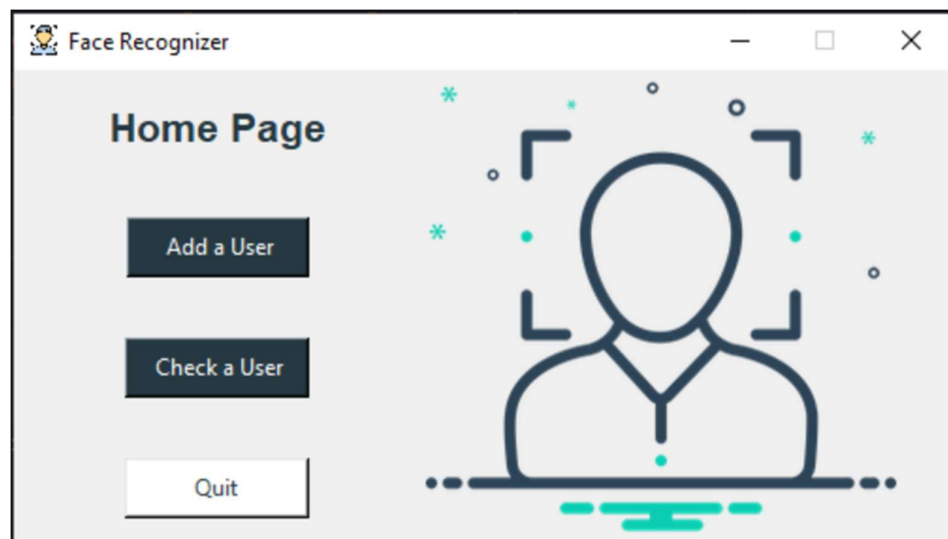 Face Recognizer
Home Page
Add a User
Check a User
Quit